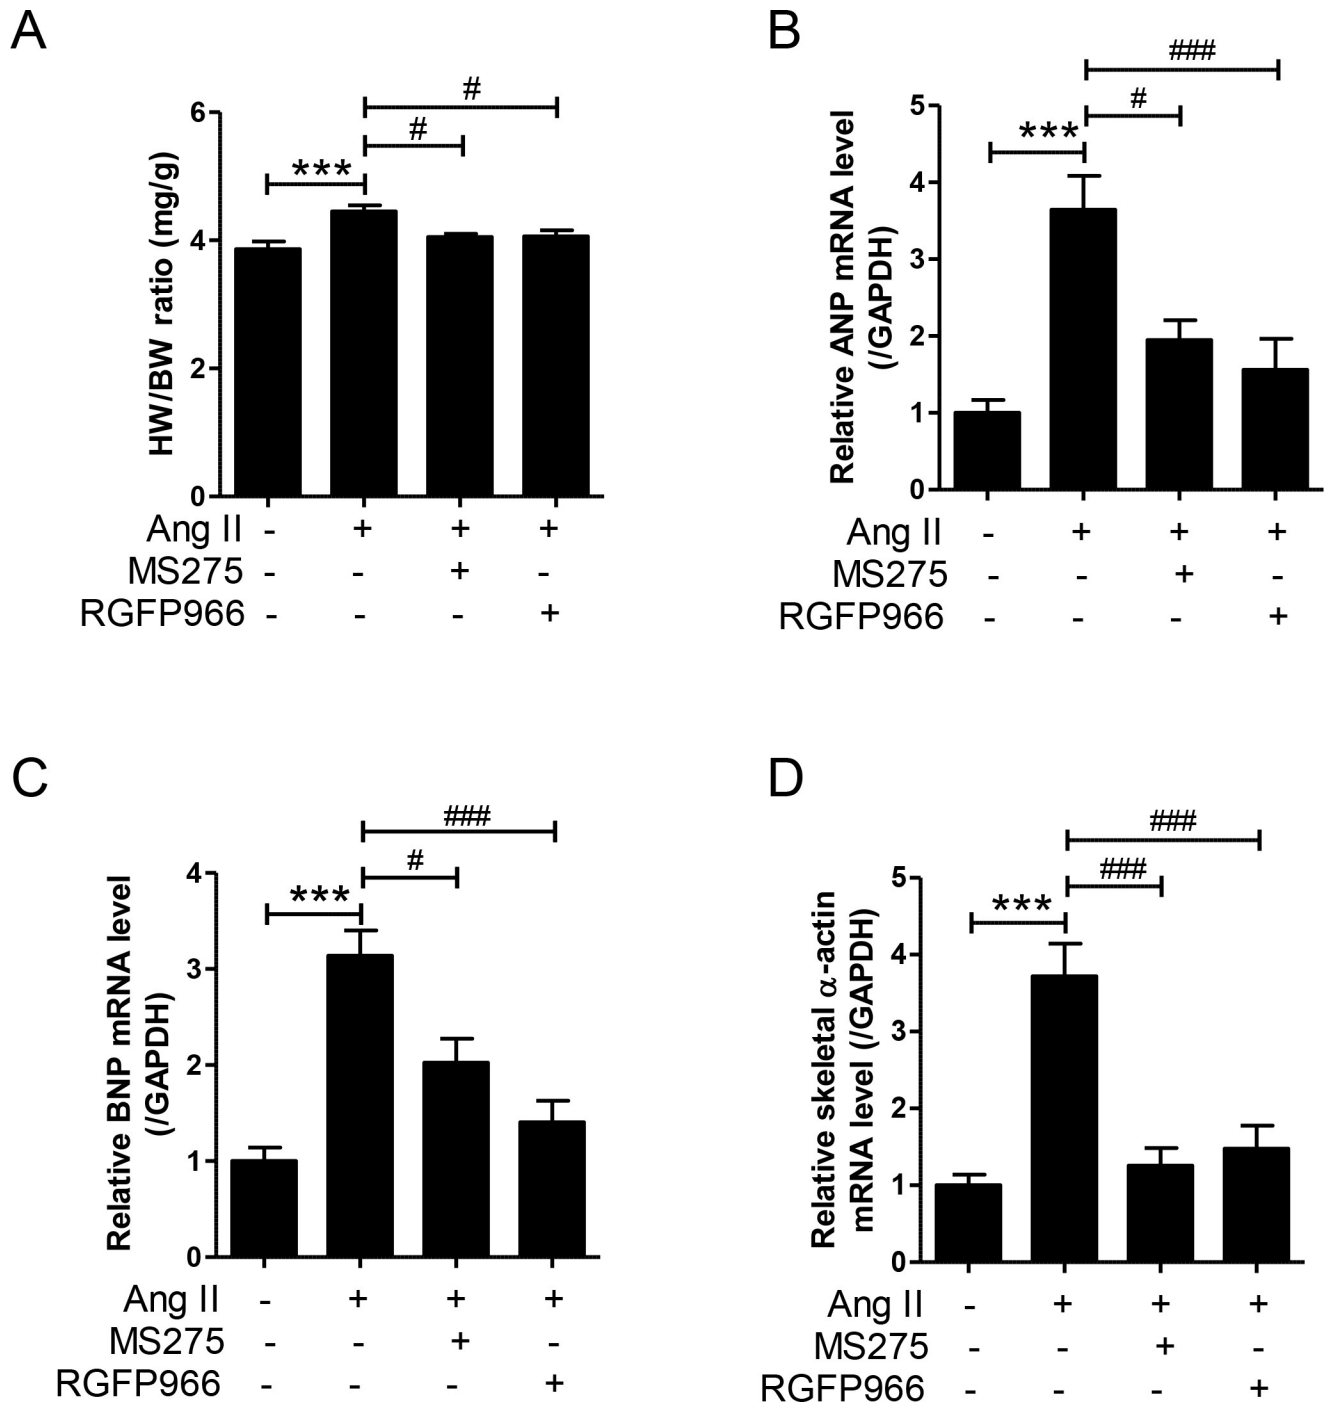 A
HW/BW ratio (mg/g)
6
4
2
0
***
#
#
Ang II - + + +
MS275 - - + -
RGFP966 - - - +
B
Relative ANP mRNA level
(/GAPDH)
5
4
3
2
1
0
***
#
###
Ang II - + + +
MS275 - - + -
RGFP966 - - - +
C
Relative BNP mRNA level
(/GAPDH)
4
3
2
1
0
***
#
###
Ang II - + + +
MS275 - - + -
RGFP966 - - - +
D
Relative skeletal α-actin
mRNA level (/GAPDH)
5
4
3
2
1
0
***
###
###
Ang II - + + +
MS275 - - + -
RGFP966 - - - +